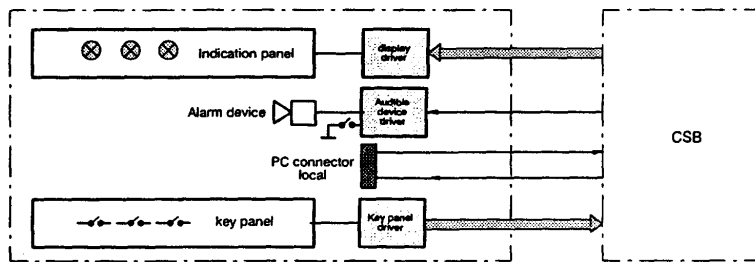 Indication panel
display
driver
Alarm device
Audible
device
driver
PC connector
local
CSB
key panel
Key panel
driver